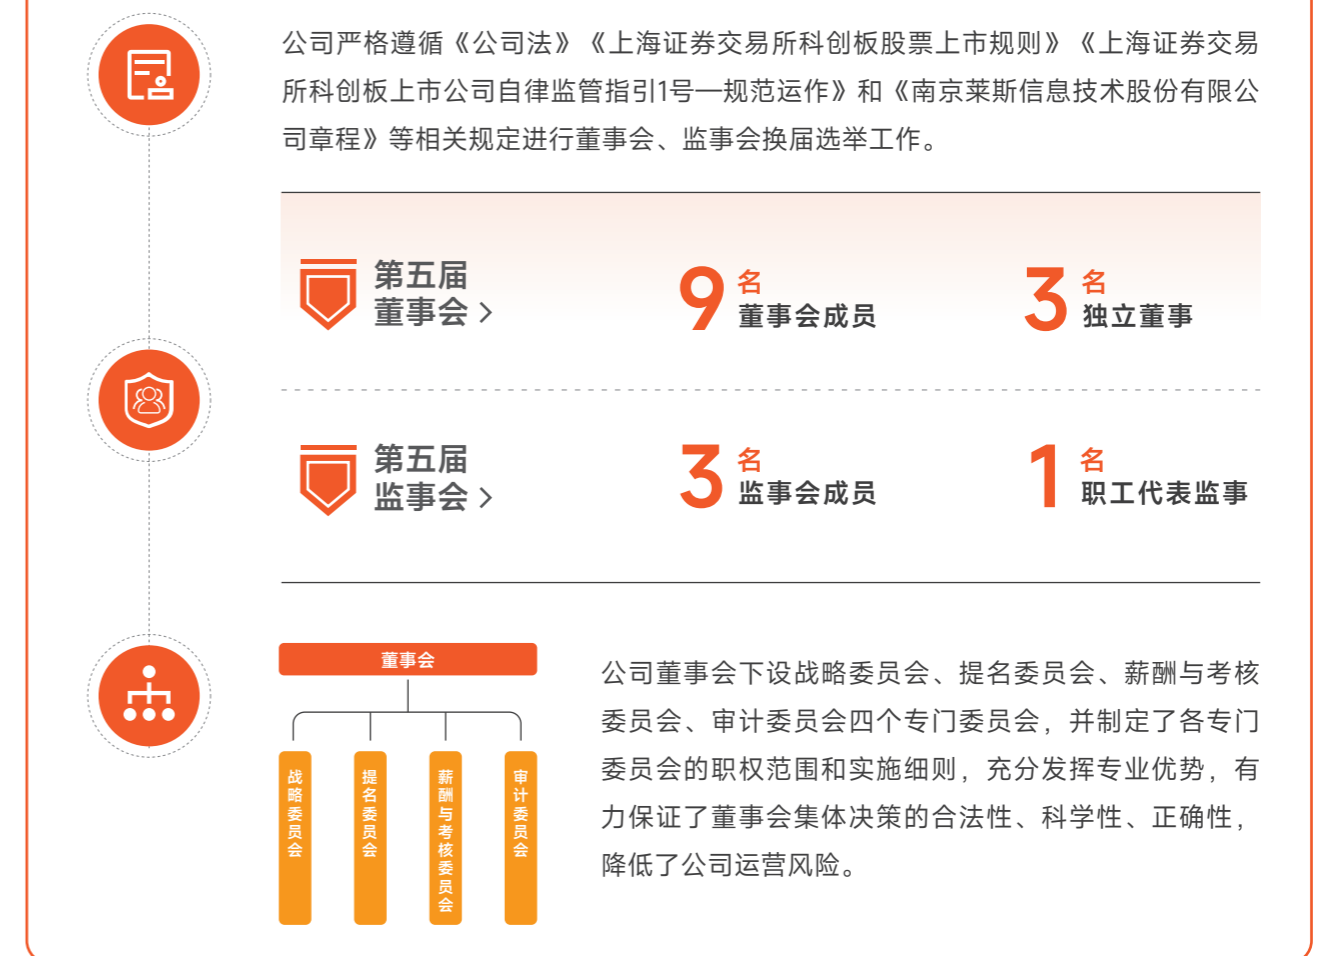 公司严格遵循《公司法》《上海证券交易所科创板股票上市规则》《上海证券交易
所科创板上市公司自律监管指引1号—规范运作》和《南京莱斯信息技术股份有限公
司章程》等相关规定进行董事会、监事会换届选举工作。
第五届
董事会
9 名
董事会成员
3 名
独立董事
第五届
监事会
3 名
监事会成员
1 名
职工代表监事
董事会
战略委员会
提名委员会
薪酬与考核委员会
审计委员会
公司董事会下设战略委员会、提名委员会、薪酬与考核
委员会、审计委员会四个专门委员会，并制定了各专门
委员会的职权范围和实施细则，充分发挥专业优势，有
力保证了董事会集体决策的合法性、科学性、正确性，
降低了公司运营风险。